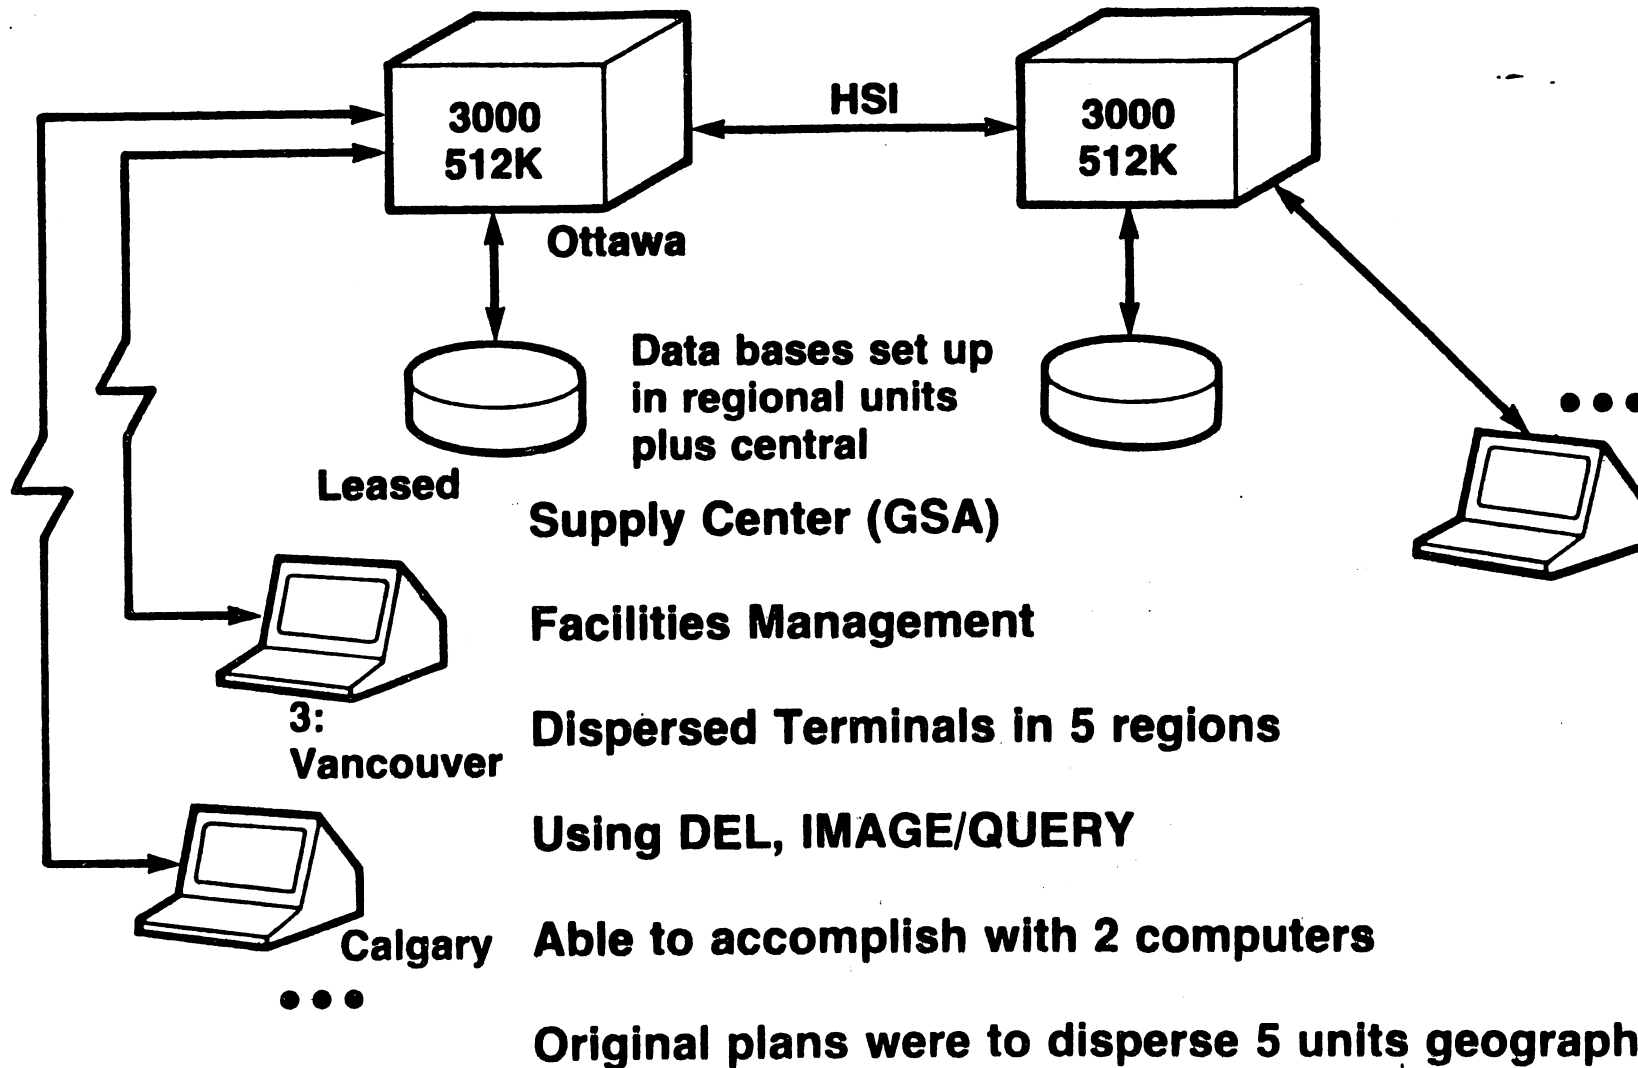 HSI
3000
512K
3000
512K
Ottawa
Data bases set up
in regional units
plus central
Leased
Supply Center (GSA)
Facilities Management
3:
Vancouver
Dispersed Terminals in 5 regions
Using DEL, IMAGE/QUERY
Calgary
Able to accomplish with 2 computers
Original plans were to disperse 5 units geograph